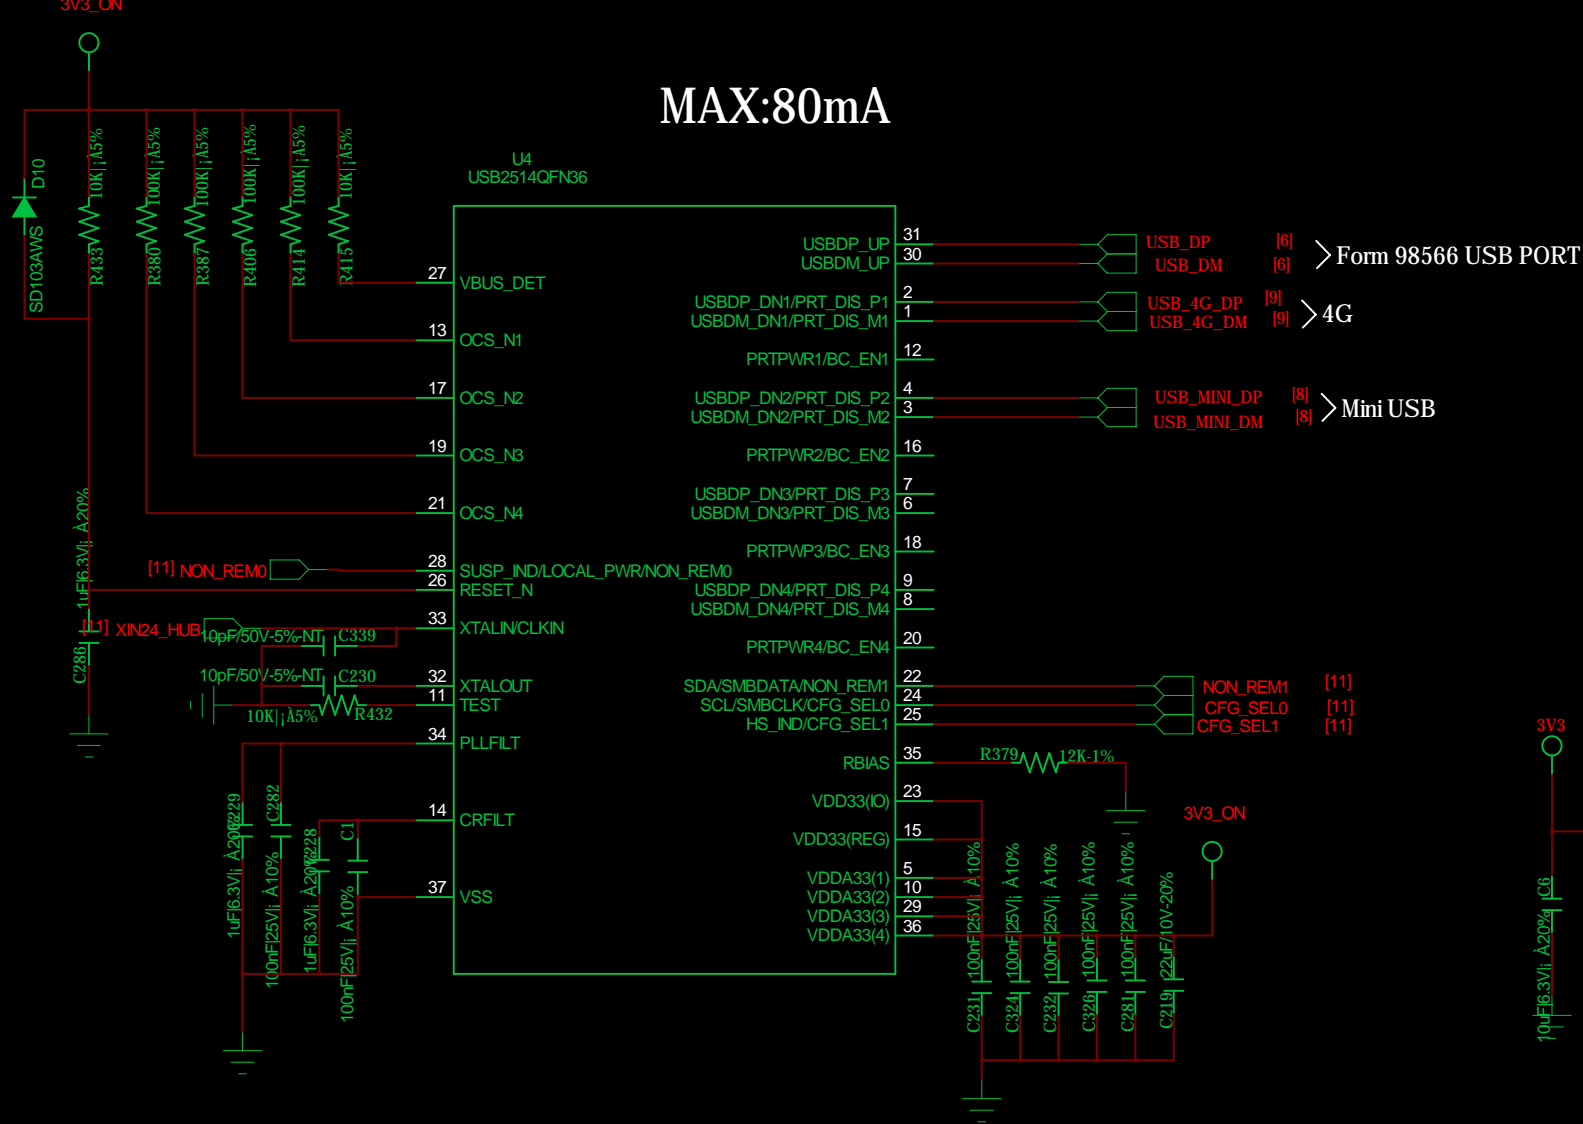 3V3_ON
MAX:80mA
U4
USB2514QFN36
D10
SD103AWS
10K|¡À5%
R433
100K|¡À5%
R380
100K|¡À5%
R387
100K|¡À5%
R406
100K|¡À5%
R414
10K|¡À5%
R415
27
VBUS_DET
13
OCS_N1
17
OCS_N2
19
OCS_N3
21
OCS_N4
[11] NON_REM0
28
SUSP_IND/LOCAL_PWR/NON_REM0
26
RESET_N
1uF|6.3V|¡À20%
C286
[11] XIN24_HUB
33
XTALIN/CLKIN
10pF/50V-5%-NT
C339
10pF/50V-5%-NT
C230
32
XTALOUT
11
TEST
10K|¡À5%
R432
34
PLLFILT
14
CRFILT
37
VSS
C229
1uF|6.3V|¡À20%
C282
100nF|25V|¡À10%
C228
1uF|6.3V|¡À20%
C1
100nF|25V|¡À10%
USBDP_UP
31
USB_DP
[6]
USBDM_UP
30
USB_DM
[6]
Form 98566 USB PORT
USBDP_DN1/PRT_DIS_P1
2
USB_4G_DP
[9]
USBDM_DN1/PRT_DIS_M1
1
USB_4G_DM
[9]
4G
PRTPWR1/BC_EN1
12
USBDP_DN2/PRT_DIS_P2
4
USB_MINI_DP
[8]
USBDM_DN2/PRT_DIS_M2
3
USB_MINI_DM
[8]
Mini USB
PRTPWR2/BC_EN2
16
USBDP_DN3/PRT_DIS_P3
7
USBDM_DN3/PRT_DIS_M3
6
PRTPWP3/BC_EN3
18
USBDP_DN4/PRT_DIS_P4
9
USBDM_DN4/PRT_DIS_M4
8
PRTPWR4/BC_EN4
20
SDA/SMBDATA/NON_REM1
22
NON_REM1
[11]
SCL/SMBCLK/CFG_SEL0
24
CFG_SEL0
[11]
HS_IND/CFG_SEL1
25
CFG_SEL1
[11]
RBIAS
35
R379
12K-1%
VDD33(IO)
23
VDD33(REG)
15
VDDA33(1)
5
VDDA33(2)
10
VDDA33(3)
29
VDDA33(4)
36
3V3_ON
C231
100nF|25V|¡À10%
C324
100nF|25V|¡À10%
C232
100nF|25V|¡À10%
C326
100nF|25V|¡À10%
C281
100nF|25V|¡À10%
C219
22uF/10V-20%
3V3
C6
10uF|6.3V|¡À20%